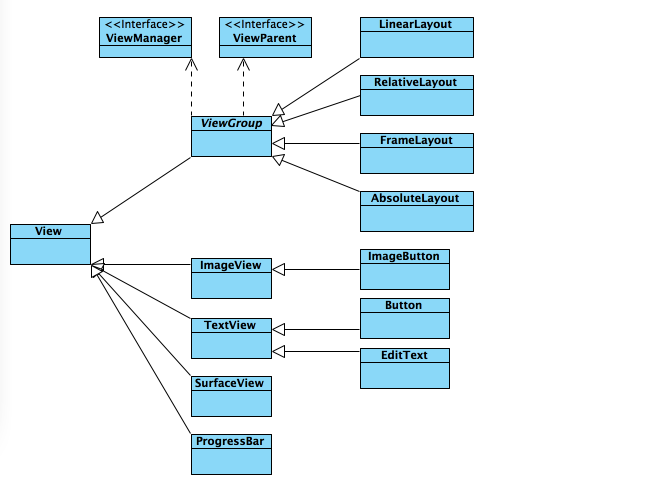 <<Interface>>
ViewManager
<<Interface>>
ViewParent
LinearLayout
RelativeLayout
ViewGroup
FrameLayout
AbsoluteLayout
View
ImageView
ImageButton
Button
TextView
EditText
SurfaceView
ProgressBar